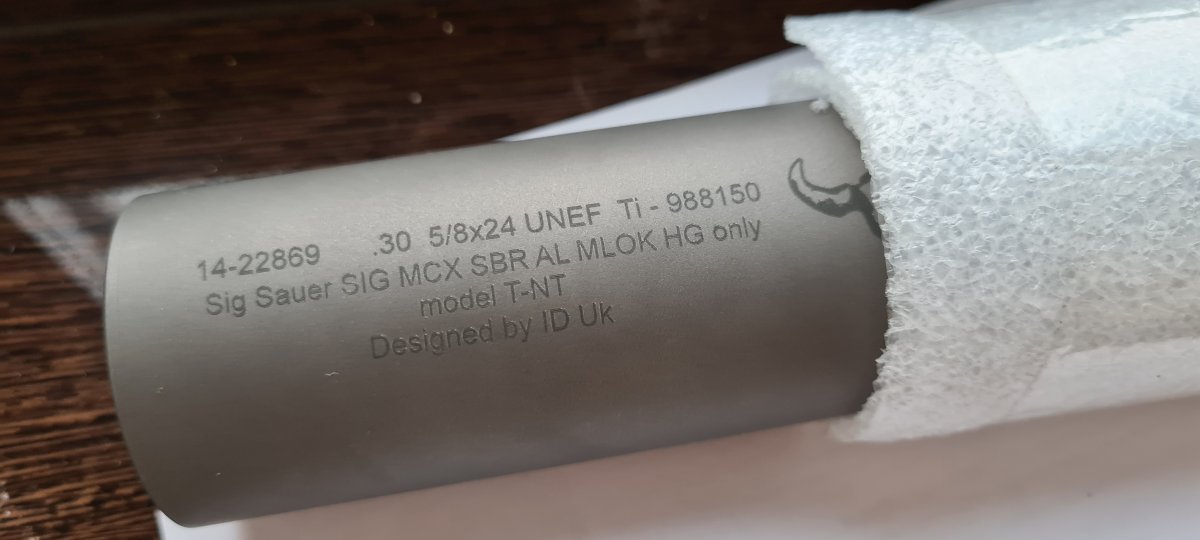 14-22869 .30 5/8x24 UNEF Ti - 988150
Sig Sauer SIG MCX SBR AL MLOK HG only
model T-NT
Designed by ID Uk